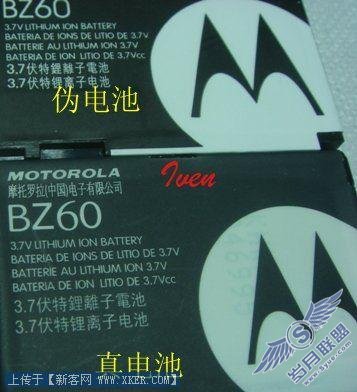 BZ60
3.7V LITHIUM ION BATTERY
BATERIA DE IONS DE LITIO DE 3.7V
BATTERIE AU LITHIUM ION DE 3.7V
BATERIA DE ION LITIO DE 3.7Vcc
3.7伏特鋰離子電池
3.7伏特锂离子电池
伪电池
MOTOROLA
Iven
摩托罗拉(中国)电子有限公司
BZ60
3.7V LITHIUM ION BATTERY
BATERIA DE IONS DE LITIO DE 3.7V
BATTERIE AU LITHIUM ION DE 3.7V
BATERIA DE ION LITIO DE 3.7Vcc
3.7伏特鋰離子電池
3.7伏特锂离子电池
真电池
岁月联盟
上传于【新客网 www.xker.com】